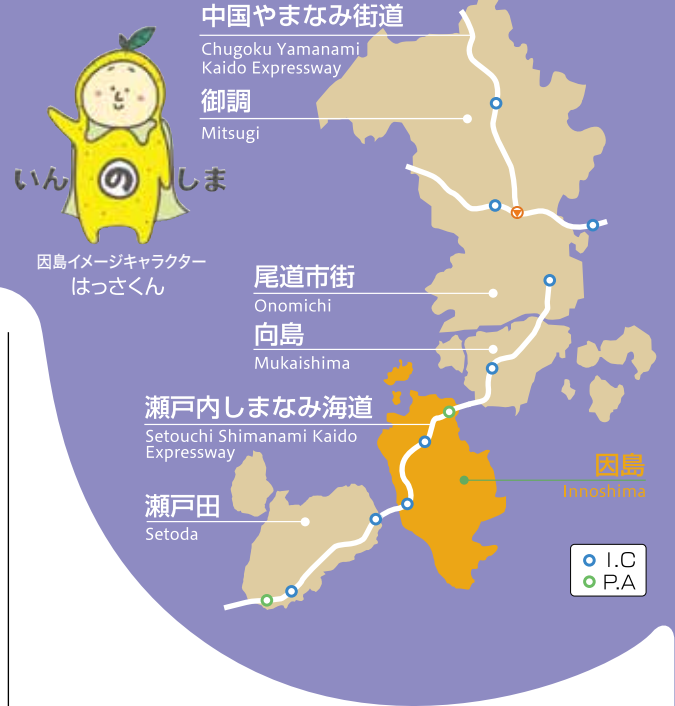 中国やまなみ街道
Chugoku Yamanami
Kaido Expressway
御調
Mitsugi
いん の しま
因島イメージキャラクター
はっさくん
尾道市街
Onomichi
向島
Mukaishima
瀬戸内しまなみ海道
Setouchi Shimanami Kaido
Expressway
因島
Innoshima
瀬戸田
Setoda
I.C
P.A